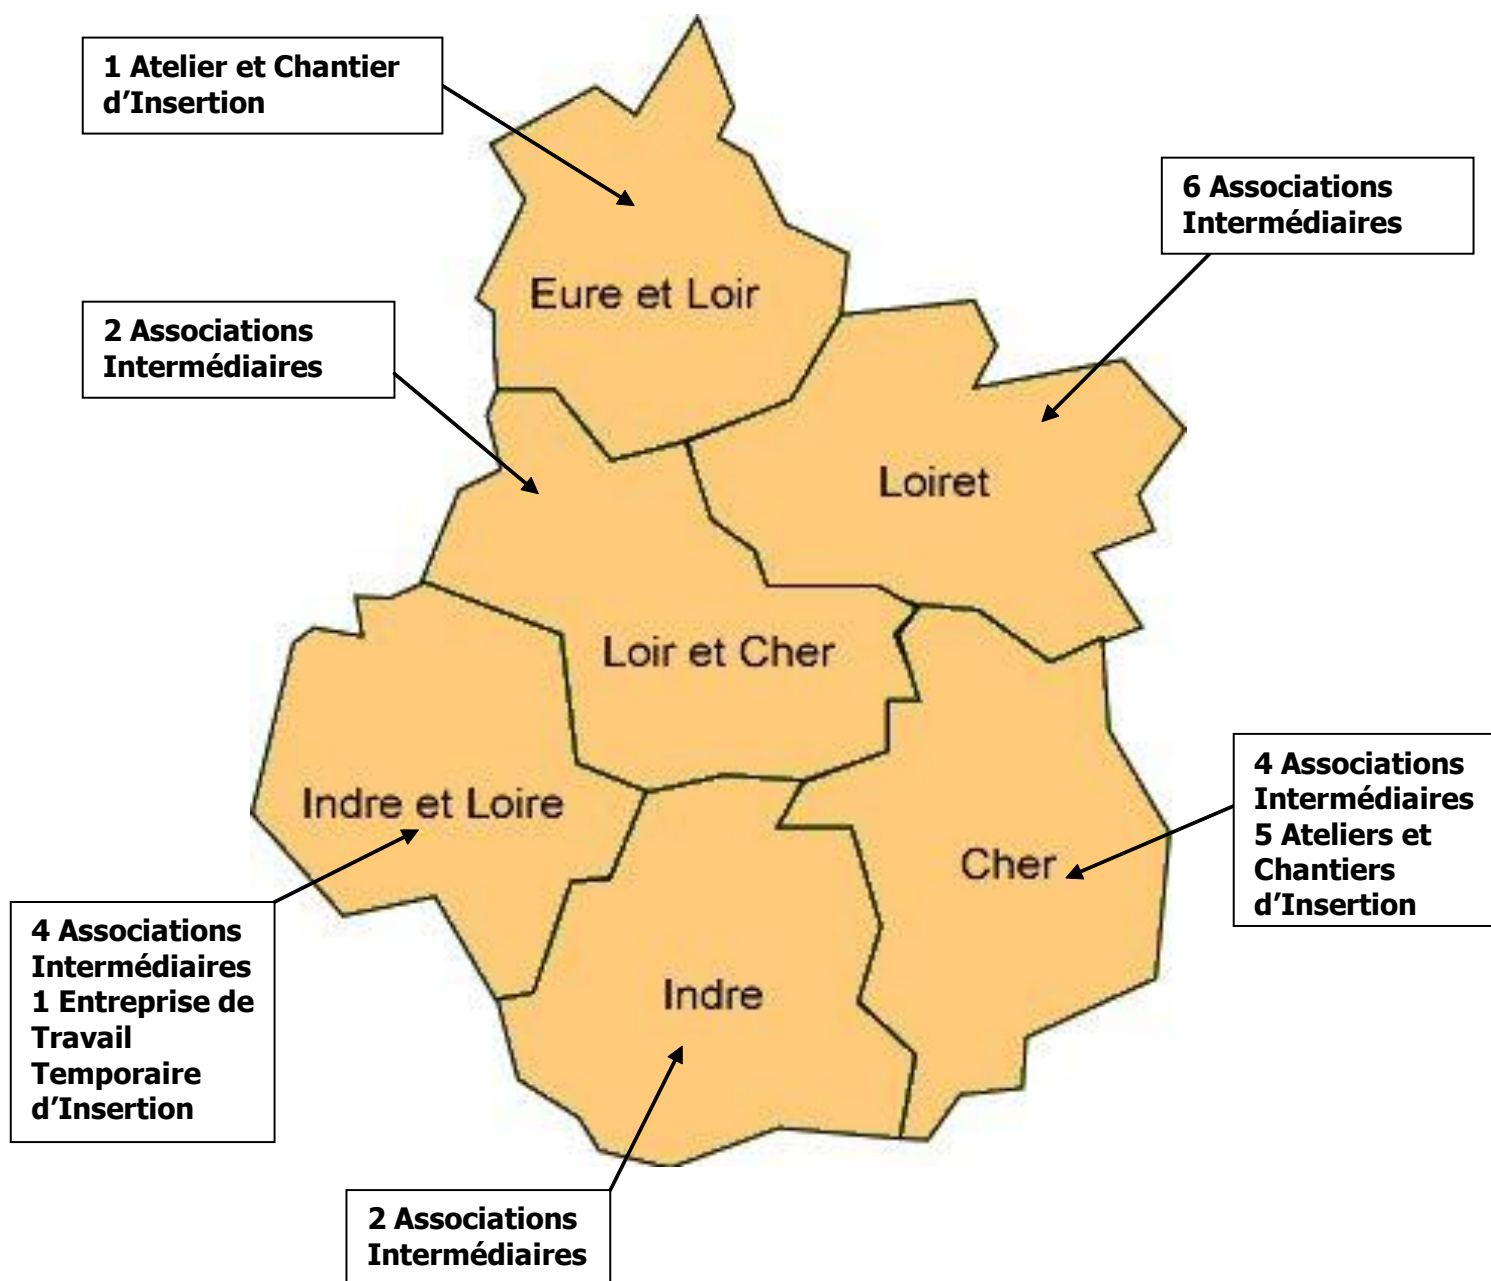 1 Atelier et Chantier
d’Insertion
6 Associations
Intermédiaires
Eure et Loir
2 Associations
Intermédiaires
Loiret
Loir et Cher
4 Associations
Intermédiaires
5 Ateliers et
Chantiers
d’Insertion
Indre et Loire
Cher
4 Associations
Intermédiaires
1 Entreprise de
Travail
Temporaire
d’Insertion
Indre
2 Associations
Intermédiaires